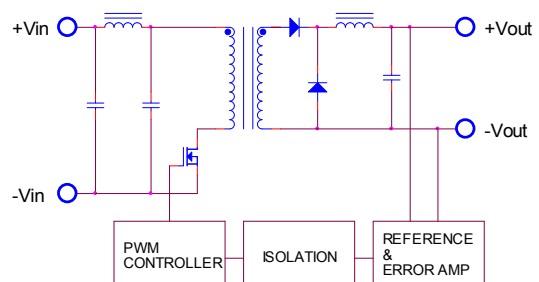 +Vin
+Vout
-Vout
-Vin
PWM
CONTROLLER
ISOLATION
REFERENCE
&
ERROR AMP